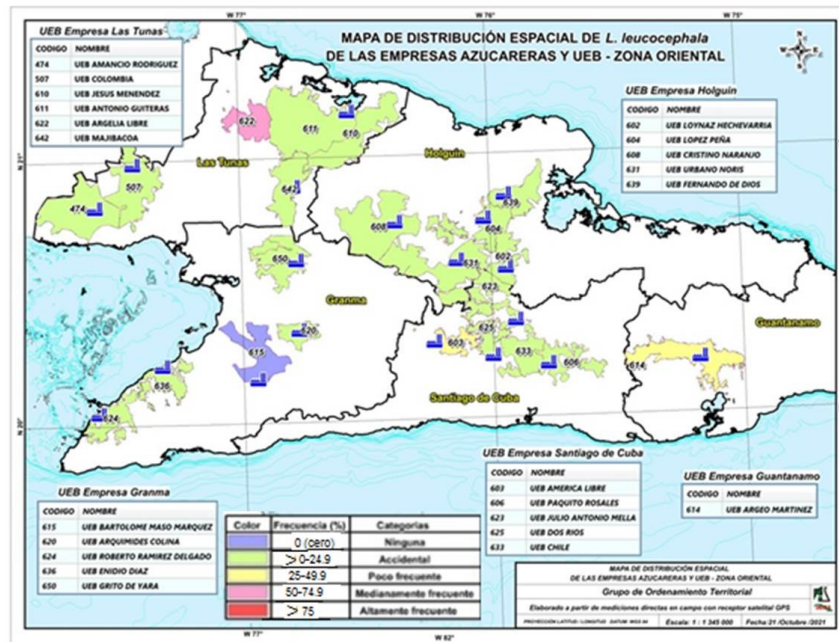 W 77°
W 76°
W 75°
MAPA DE DISTRIBUCIÓN ESPACIAL DE L. leucocephala
DE LAS EMPRESAS AZUCARERAS Y UEB - ZONA ORIENTAL
N
W E
S
UEB Empresa Las Tunas
CODIGO NOMBRE
474 UEB AMANCIO RODRIGUEZ
507 UEB COLOMBIA
610 UEB JESUS MENENDEZ
611 UEB ANTONIO GUITERAS
622 UEB ARGELIA LIBRE
642 UEB MAJIBACOA
UEB Empresa Holguin
CODIGO NOMBRE
602 UEB LOYNAZ HECHEVARRIA
604 UEB LOPEZ PEÑA
608 UEB CRISTINO NARANJO
631 UEB URBANO NORIS
639 UEB FERNANDO DE DIOS
622
611
610
N 21°
Las Tunas
Holguin
507
474
642
639
608
604
650
631
602
623
Granma
Guantanamo
620
625
615
603
633
606
614
636
Santiago de Cuba
624
N 20°
UEB Empresa Granma
CODIGO NOMBRE
615 UEB BARTOLOME MASO MARQUEZ
620 UEB ARQUIMIDES COLINA
624 UEB ROBERTO RAMIREZ DELGADO
636 UEB ENIDIO DIAZ
650 UEB GRITO DE YARA
UEB Empresa Santiago de Cuba
CODIGO NOMBRE
603 UEB AMERICA LIBRE
606 UEB PAQUITO ROSALES
623 UEB JULIO ANTONIO MELLA
625 UEB DOS RIOS
633 UEB CHILE
UEB Empresa Guantanamo
CODIGO NOMBRE
614 UEB ARGEO MARTINEZ
Color Frecuencia (%) Categorias
0 (cero) Ninguna
>0-24.9 Accidental
25-49.9 Poco frecuente
50-74.9 Medianamente frecuente
> 75 Altamente frecuente
MAPA DE DISTRIBUCIÓN ESPACIAL
DE LAS EMPRESAS AZUCARERAS Y UEB - ZONA ORIENTAL
Grupo de Ordenamiento Territorial
Elaborado a partir de mediciones directas en campo con receptor satelital GPS
PROYECCIÓN LATITUD / LONGITUD DATUM WGS 84 Escala: 1 : 1 345 000 Fecha:21 /Octubre /2021
W 77°